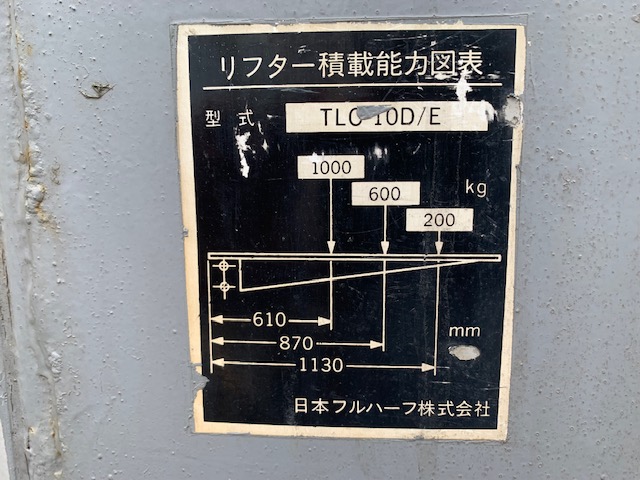 リフター積載能力図表
型式 TLC-10D/E
1000
600 kg
200
610
870 mm
1130
日本フルハーフ株式会社